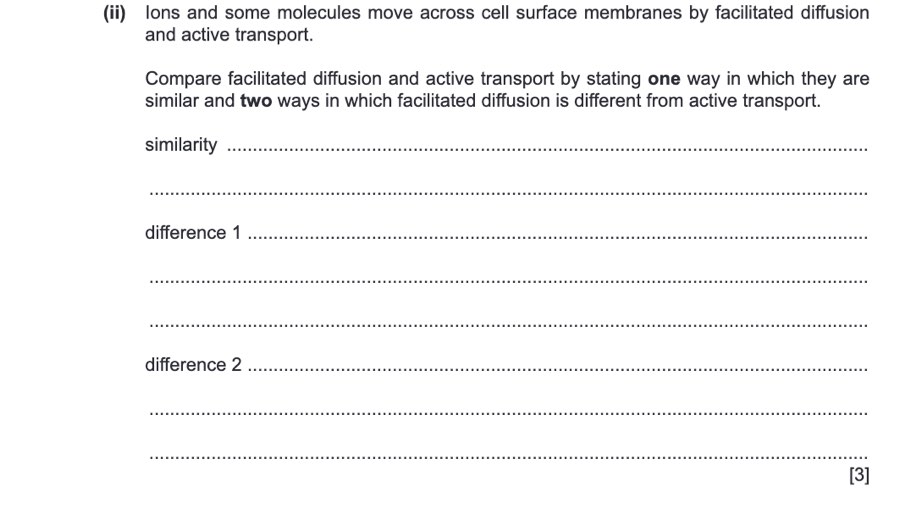 (ii) Ions and some molecules move across cell surface membranes by facilitated diffusion
and active transport.
Compare facilitated diffusion and active transport by stating one way in which they are
similar and two ways in which facilitated diffusion is different from active transport.
similarity ................................................................................................................................
................................................................................................................................................
difference 1 ............................................................................................................................
................................................................................................................................................
................................................................................................................................................
difference 2 ............................................................................................................................
................................................................................................................................................
................................................................................................................................................
[3]